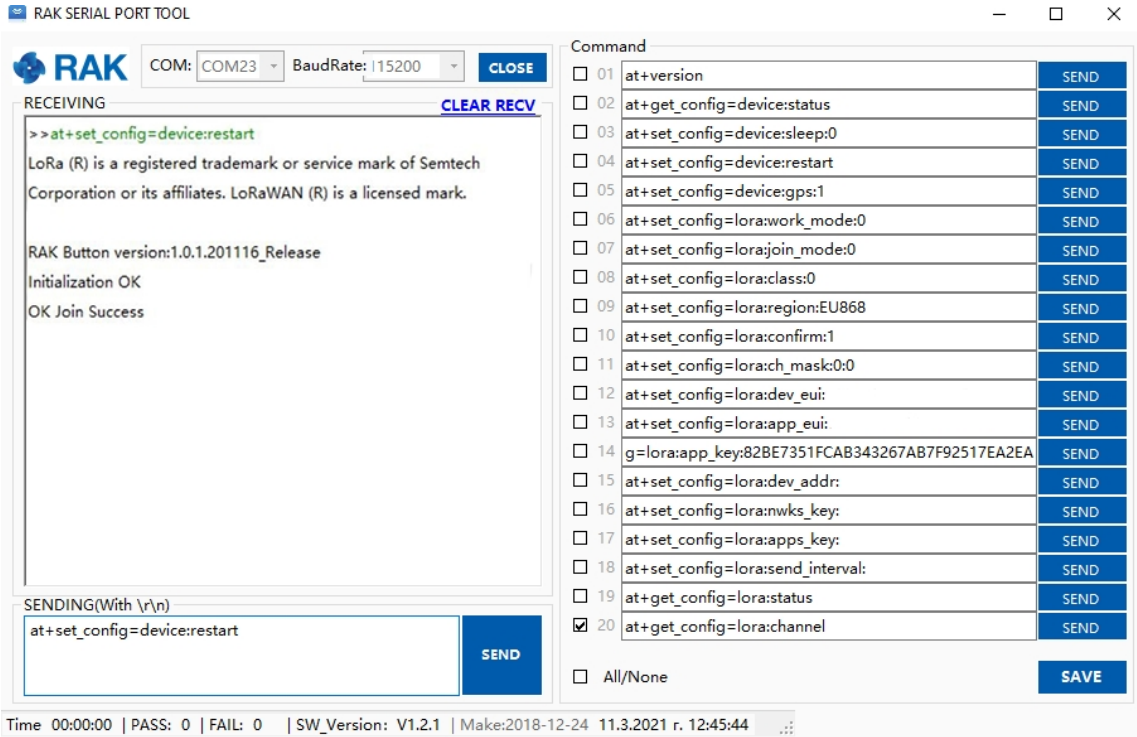 RAK SERIAL PORT TOOL
RAK COM: COM23 BaudRate: 115200 CLOSE
RECEIVING CLEAR RECV
>>at+set_config=device:restart
LoRa (R) is a registered trademark or service mark of Semtech
Corporation or its affiliates. LoRaWAN (R) is a licensed mark.
RAK Button version:1.0.1.201116_Release
Initialization OK
OK Join Success
SENDING(With \r\n)
at+set_config=device:restart
SEND
Command
01 at+version SEND
02 at+get_config=device:status SEND
03 at+set_config=device:sleep:0 SEND
04 at+set_config=device:restart SEND
05 at+set_config=device:gps:1 SEND
06 at+set_config=lora:work_mode:0 SEND
07 at+set_config=lora:join_mode:0 SEND
08 at+set_config=lora:class:0 SEND
09 at+set_config=lora:region:EU868 SEND
10 at+set_config=lora:confirm:1 SEND
11 at+set_config=lora:ch_mask:0:0 SEND
12 at+set_config=lora:dev_eui: SEND
13 at+set_config=lora:app_eui: SEND
14 g=lora:app_key:82BE7351FCAB343267AB7F92517EA2EA SEND
15 at+set_config=lora:dev_addr: SEND
16 at+set_config=lora:nwks_key: SEND
17 at+set_config=lora:apps_key: SEND
18 at+set_config=lora:send_interval: SEND
19 at+get_config=lora:status SEND
20 at+get_config=lora:channel SEND
All/None SAVE
Time 00:00:00 | PASS: 0 | FAIL: 0 | SW_Version: V1.2.1 | Make:2018-12-24 11.3.2021 г. 12:45:44